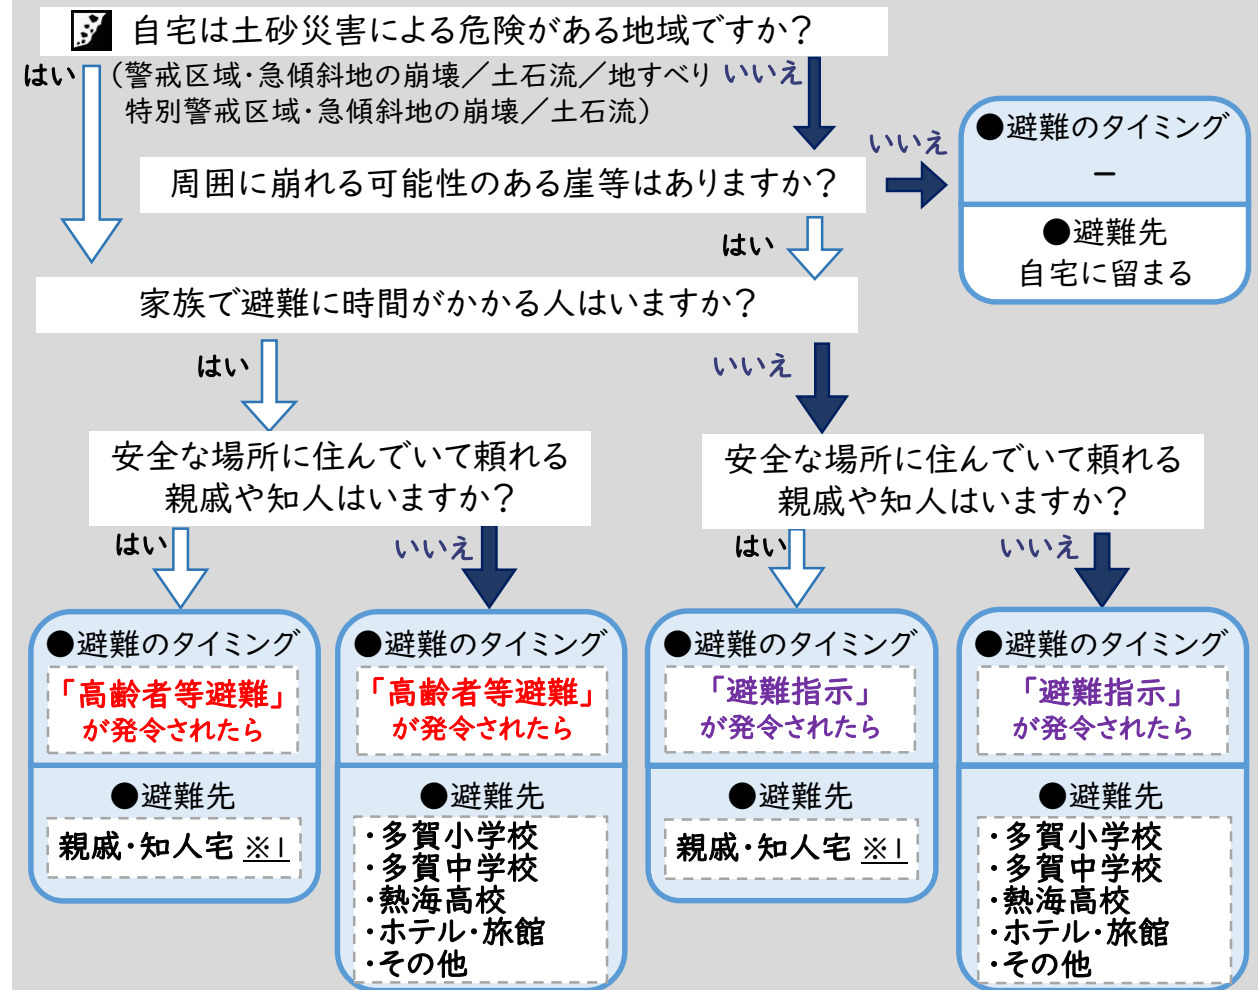 自宅は土砂災害による危険がある地域ですか？
はい
（警戒区域・急傾斜地の崩壊／土石流／地すべり
特別警戒区域・急傾斜地の崩壊／土石流）
いいえ
周囲に崩れる可能性のある崖等はありますか？
いいえ
●避難のタイミング
－
●避難先
自宅に留まる
はい
家族で避難に時間がかかる人はいますか？
はい
いいえ
安全な場所に住んでいて頼れる
親戚や知人はいますか？
安全な場所に住んでいて頼れる
親戚や知人はいますか？
はい
いいえ
はい
いいえ
●避難のタイミング
「高齢者等避難」
が発令されたら
●避難先
親戚・知人宅 ※1
●避難のタイミング
「高齢者等避難」
が発令されたら
●避難先
・多賀小学校
・多賀中学校
・熱海高校
・ホテル・旅館
・その他
●避難のタイミング
「避難指示」
が発令されたら
●避難先
親戚・知人宅 ※1
●避難のタイミング
「避難指示」
が発令されたら
●避難先
・多賀小学校
・多賀中学校
・熱海高校
・ホテル・旅館
・その他